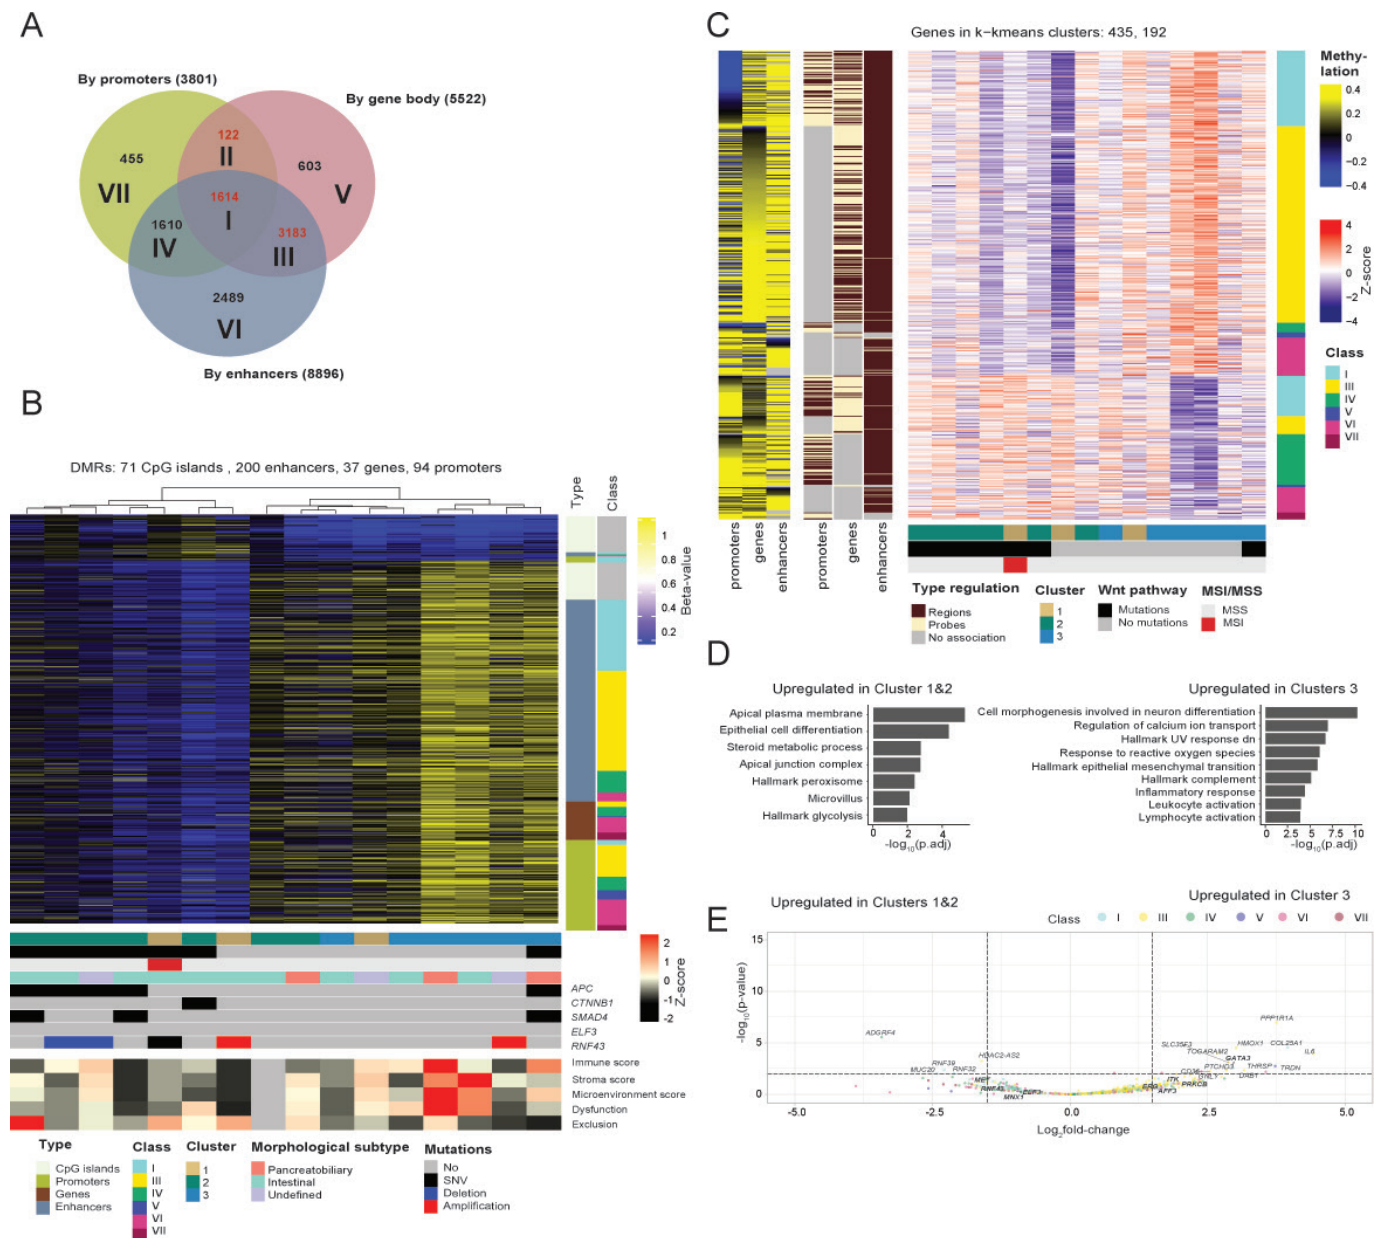 A
By promoters (3801)
By gene body (5522)
122
II
455
603
VII
1614
V
1610
I
3183
IV
III
2489
VI
By enhancers (8896)
B
DMRs: 71 CpG islands , 200 enhancers, 37 genes, 94 promoters
Type
Class
1
0.8
0.6
0.4
0.2
Beta-value
2
1
0
-1
-2
Z-score
APC
CTNNB1
SMAD4
ELF3
RNF43
Immune score
Stroma score
Microenvironment score
Dysfunction
Exclusion
Type
CpG islands
Promoters
Genes
Enhancers
Class
I
III
IV
V
VI
VII
Cluster
1
2
3
Morphological subtype
Pancreatobiliary
Intestinal
Undefined
Mutations
No
SNV
Deletion
Amplification
C
Genes in k−kmeans clusters: 435, 192
Methy-
lation
0.4
0.2
0
−0.2
−0.4
4
2
0
−2
−4
Z-score
Class
I
III
IV
V
VI
VII
promoters
genes
enhancers
promoters
genes
enhancers
Type regulation
Regions
Probes
No association
Cluster
1
2
3
Wnt pathway
Mutations
No mutations
MSI/MSS
MSS
MSI
D
Upregulated in Cluster 1&2
Apical plasma membrane
Epithelial cell differentiation
Steroid metabolic process
Apical junction complex
Hallmark peroxisome
Microvillus
Hallmark glycolysis
0 2 4
-log10(p.adj)
Upregulated in Clusters 3
Cell morphogenesis involved in neuron differentiation
Regulation of calcium ion transport
Hallmark UV response dn
Response to reactive oxygen species
Hallmark epithelial mesenchymal transition
Hallmark complement
Inflammatory response
Leukocyte activation
Lymphocyte activation
0 2.5 5 7.5 10
-log10(p.adj)
E
Upregulated in Clusters 1&2
Upregulated in Cluster 3
Class I III IV V VI VII
15
10
5
2
0
-log10(p-value)
ADGRF4
PPP1R1A
SLC35F3
HMOX1
COL25A1
TOGARAM2
IL6
HDAC2-AS2
GATA3
RNF39
PTCHD3
THRSP
TRDN
MUC20
RNF32
CD36
GNLY
DAB1
MEP
ITK
PRKCB
RNF43
ELF3
ERG
AFF3
MNX1
-5.0 -2.5 0.0 2.5 5.0
Log2fold-change